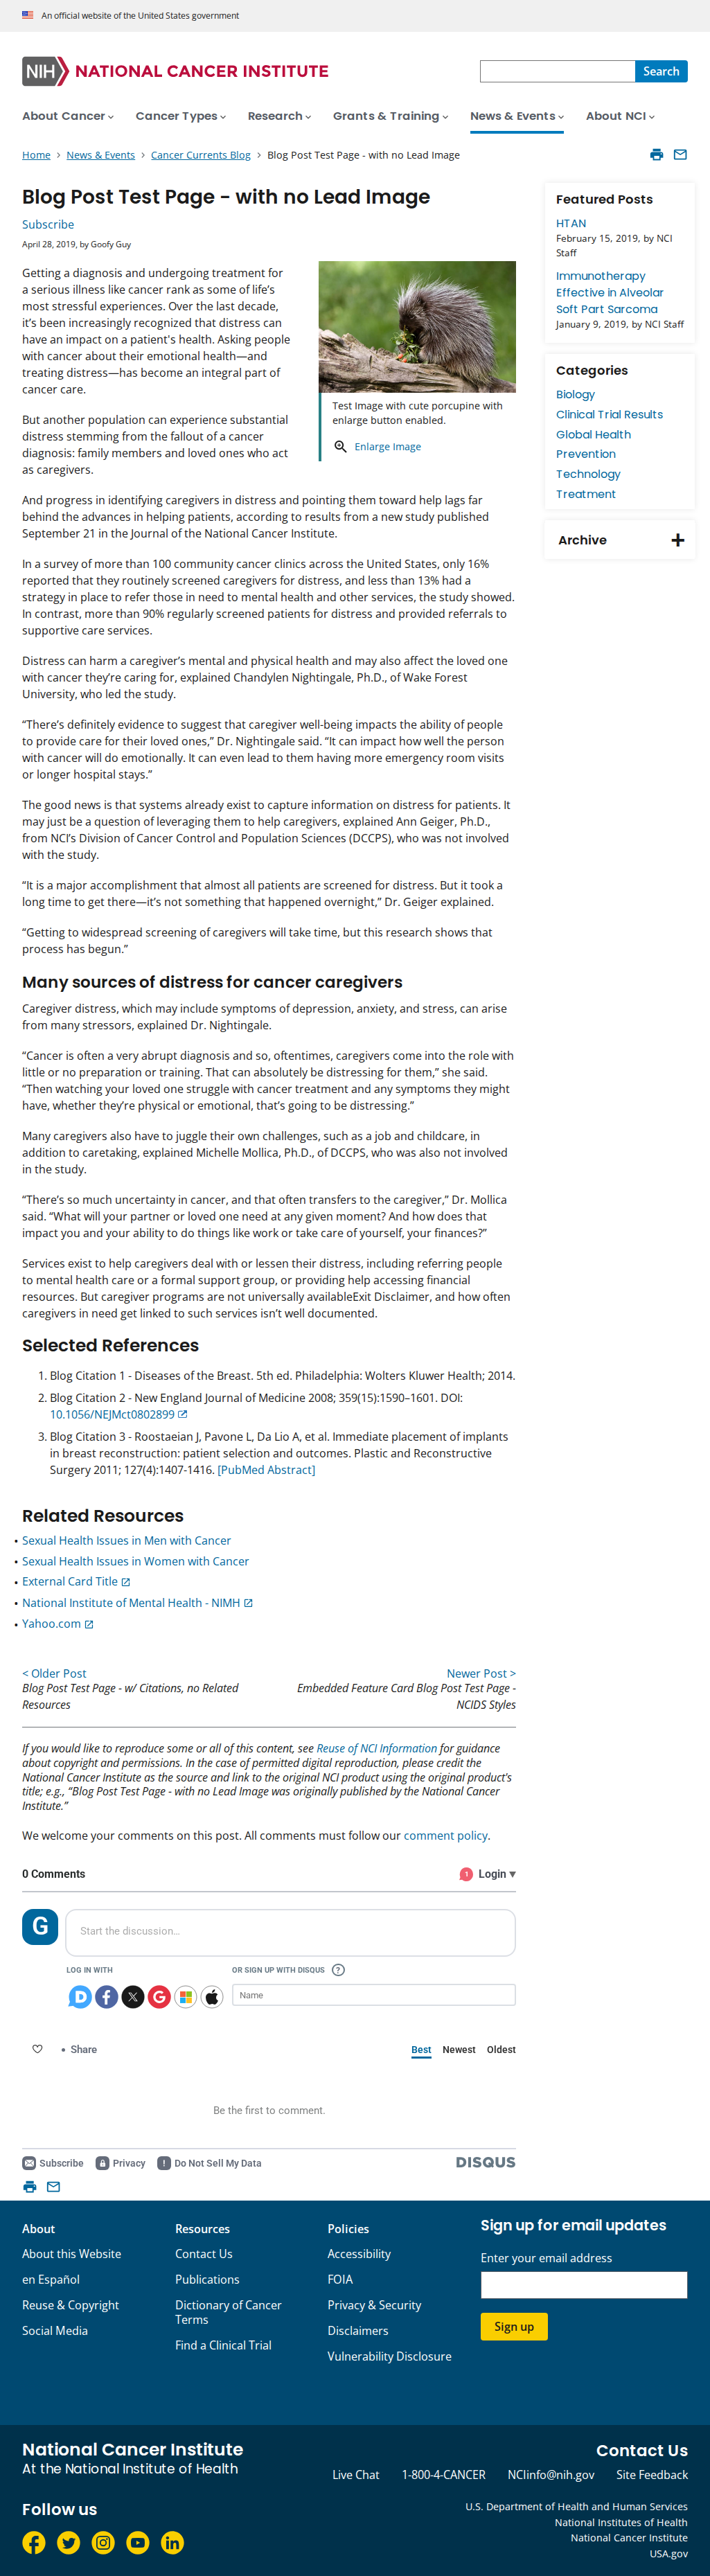 An official website of the United States government
NIH NATIONAL CANCER INSTITUTE
Search
About Cancer
Cancer Types
Research
Grants & Training
News & Events
About NCI
Home > News & Events > Cancer Currents Blog > Blog Post Test Page - with no Lead Image
Blog Post Test Page - with no Lead Image
Subscribe
April 28, 2019, by Goofy Guy
Getting a diagnosis and undergoing treatment for
a serious illness like cancer rank as some of life’s
most stressful experiences. Over the last decade,
it’s been increasingly recognized that distress can
have an impact on a patient's health. Asking people
with cancer about their emotional health—and
treating distress—has become an integral part of
cancer care.
Test Image with cute porcupine with
enlarge button enabled.
Enlarge Image
But another population can experience substantial
distress stemming from the fallout of a cancer
diagnosis: family members and loved ones who act
as caregivers.
And progress in identifying caregivers in distress and pointing them toward help lags far
behind the advances in helping patients, according to results from a new study published
September 21 in the Journal of the National Cancer Institute.
In a survey of more than 100 community cancer clinics across the United States, only 16%
reported that they routinely screened caregivers for distress, and less than 13% had a
strategy in place to refer those in need to mental health and other services, the study showed.
In contrast, more than 90% regularly screened patients for distress and provided referrals to
supportive care services.
Distress can harm a caregiver’s mental and physical health and may also affect the loved one
with cancer they’re caring for, explained Chandylen Nightingale, Ph.D., of Wake Forest
University, who led the study.
“There’s definitely evidence to suggest that caregiver well-being impacts the ability of people
to provide care for their loved ones,” Dr. Nightingale said. “It can impact how well the person
with cancer will do emotionally. It can even lead to them having more emergency room visits
or longer hospital stays.”
The good news is that systems already exist to capture information on distress for patients. It
may just be a question of leveraging them to help caregivers, explained Ann Geiger, Ph.D.,
from NCI’s Division of Cancer Control and Population Sciences (DCCPS), who was not involved
with the study.
“It is a major accomplishment that almost all patients are screened for distress. But it took a
long time to get there—it’s not something that happened overnight,” Dr. Geiger explained.
“Getting to widespread screening of caregivers will take time, but this research shows that
process has begun.”
Many sources of distress for cancer caregivers
Caregiver distress, which may include symptoms of depression, anxiety, and stress, can arise
from many stressors, explained Dr. Nightingale.
“Cancer is often a very abrupt diagnosis and so, oftentimes, caregivers come into the role with
little or no preparation or training. That can absolutely be distressing for them,” she said.
“Then watching your loved one struggle with cancer treatment and any symptoms they might
have, whether they’re physical or emotional, that’s going to be distressing.”
Many caregivers also have to juggle their own challenges, such as a job and childcare, in
addition to caretaking, explained Michelle Mollica, Ph.D., of DCCPS, who was also not involved
in the study.
“There’s so much uncertainty in cancer, and that often transfers to the caregiver,” Dr. Mollica
said. “What will your partner or loved one need at any given moment? And how does that
impact you and your ability to do things like work or take care of yourself, your finances?”
Services exist to help caregivers deal with or lessen their distress, including referring people
to mental health care or a formal support group, or providing help accessing financial
resources. But caregiver programs are not universally availableExit Disclaimer, and how often
caregivers in need get linked to such services isn’t well documented.
Selected References
1. Blog Citation 1 - Diseases of the Breast. 5th ed. Philadelphia: Wolters Kluwer Health; 2014.
2. Blog Citation 2 - New England Journal of Medicine 2008; 359(15):1590–1601. DOI:
10.1056/NEJMct0802899
3. Blog Citation 3 - Roostaeian J, Pavone L, Da Lio A, et al. Immediate placement of implants
in breast reconstruction: patient selection and outcomes. Plastic and Reconstructive
Surgery 2011; 127(4):1407-1416. [PubMed Abstract]
Related Resources
• Sexual Health Issues in Men with Cancer
• Sexual Health Issues in Women with Cancer
• External Card Title
• National Institute of Mental Health - NIMH
• Yahoo.com
< Older Post
Blog Post Test Page - w/ Citations, no Related
Resources
Newer Post >
Embedded Feature Card Blog Post Test Page -
NCIDS Styles
If you would like to reproduce some or all of this content, see Reuse of NCI Information for guidance
about copyright and permissions. In the case of permitted digital reproduction, please credit the
National Cancer Institute as the source and link to the original NCI product using the original product's
title; e.g., “Blog Post Test Page - with no Lead Image was originally published by the National Cancer
Institute.”
We welcome your comments on this post. All comments must follow our comment policy.
0 Comments
1 Login
G
Start the discussion…
LOG IN WITH
OR SIGN UP WITH DISQUS ?
Name
• Share
Best Newest Oldest
Be the first to comment.
Subscribe
Privacy
Do Not Sell My Data
DISQUS
Featured Posts
HTAN
February 15, 2019, by NCI
Staff
Immunotherapy
Effective in Alveolar
Soft Part Sarcoma
January 9, 2019, by NCI Staff
Categories
Biology
Clinical Trial Results
Global Health
Prevention
Technology
Treatment
Archive
About
About this Website
en Español
Reuse & Copyright
Social Media
Resources
Contact Us
Publications
Dictionary of Cancer
Terms
Find a Clinical Trial
Policies
Accessibility
FOIA
Privacy & Security
Disclaimers
Vulnerability Disclosure
Sign up for email updates
Enter your email address
Sign up
National Cancer Institute
At the National Institutes of Health
Contact Us
Live Chat
1-800-4-CANCER
NCIinfo@nih.gov
Site Feedback
Follow us
U.S. Department of Health and Human Services
National Institutes of Health
National Cancer Institute
USA.gov